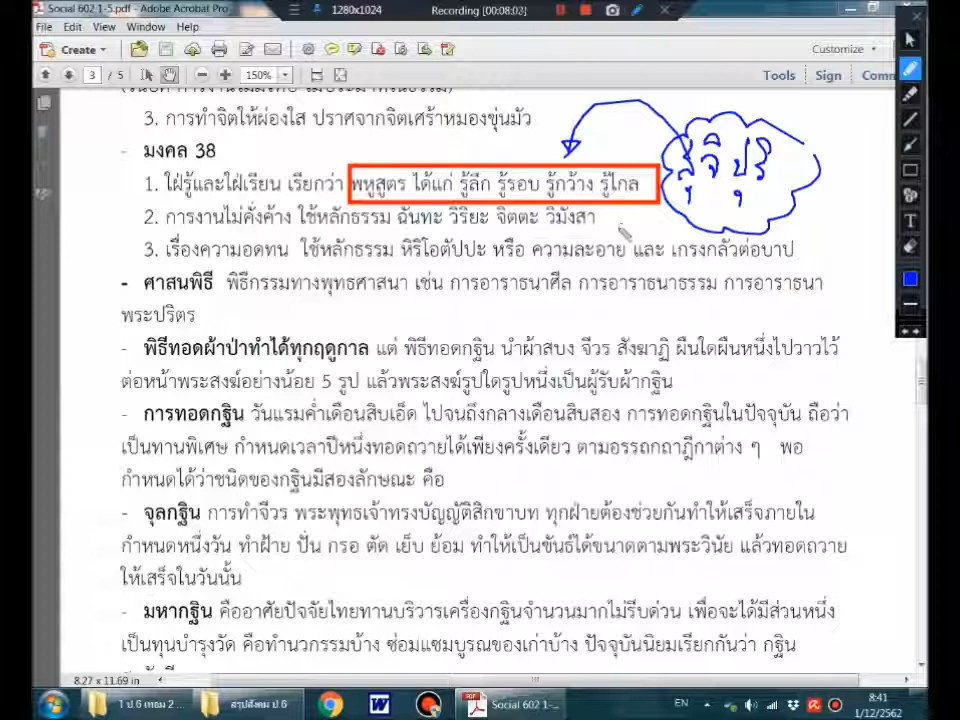 Social 602 1-5.pdf - Adobe Acrobat Pro
1280x1024
Recording [00:08:03]
File Edit View Window Help
Create
Customize
3 / 5
150%
Tools Sign
3. การทำจิตให้ผ่องใส ปราศจากจิตเศร้าหมองขุ่นมัว
- มงคล 38
สุ จิ ปุ ริ
1. ใฝ่รู้และใฝ่เรียน เรียกว่า พหูสูตร ได้แก่ รู้ลึก รู้รอบ รู้กว้าง รู้ไกล
2. การงานไม่คั่งค้าง ใช้หลักธรรม ฉันทะ วิริยะ จิตตะ วิมังสา
3. เรื่องความอดทน ใช้หลักธรรม หิริโอตัปปะ หรือ ความละอาย และ เกรงกลัวต่อบาป
- ศาสนพิธี พิธีกรรมทางพุทธศาสนา เช่น การอาราธนาศีล การอาราธนาธรรม การอาราธนา
พระปริตร
- พิธีทอดผ้าป่าทำได้ทุกฤดูกาล แต่ พิธีทอดกฐิน นำผ้าสบง จีวร สังฆาฏิ ผืนใดผืนหนึ่งไปวาวไว้
ต่อหน้าพระสงฆ์อย่างน้อย 5 รูป แล้วพระสงฆ์รูปใดรูปหนึ่งเป็นผู้รับผ้ากฐิน
- การทอดกฐิน วันแรมค่ำเดือนสิบเอ็ด ไปจนถึงกลางเดือนสิบสอง การทอดกฐินในปัจจุบัน ถือว่า
เป็นทานพิเศษ กำหนดเวลาปีหนึ่งทอดถวายได้เพียงครั้งเดียว ตามอรรถกถาฎีกาต่าง ๆ พอ
กำหนดได้ว่าชนิดของกฐินมีสองลักษณะ คือ
- จุลกฐิน การทำจีวร พระพุทธเจ้าทรงบัญญัติสิกขาบท ทุกฝ่ายต้องช่วยกันทำให้เสร็จภายใน
กำหนดหนึ่งวัน ทำฝ้าย ปั่น กรอ ตัด เย็บ ย้อม ทำให้เป็นขันธ์ได้ขนาดตามพระวินัย แล้วทอดถวาย
ให้เสร็จในวันนั้น
- มหากฐิน คืออาศัยปัจจัยไทยทานบริวารเครื่องกฐินจำนวนมากไม่รีบด่วน เพื่อจะได้มีส่วนหนึ่ง
เป็นทุนบำรุงวัด คือทำนวกรรมบ้าง ซ่อมแซมบูรณของเก่าบ้าง ปัจจุบันนิยมเรียกกันว่า กฐิน
8.27 x 11.69 in
1 ป 6 เทอม 2 ...
สรุปสังคม ป 6
Social 602 1-...
EN
8:41
1/12/2562